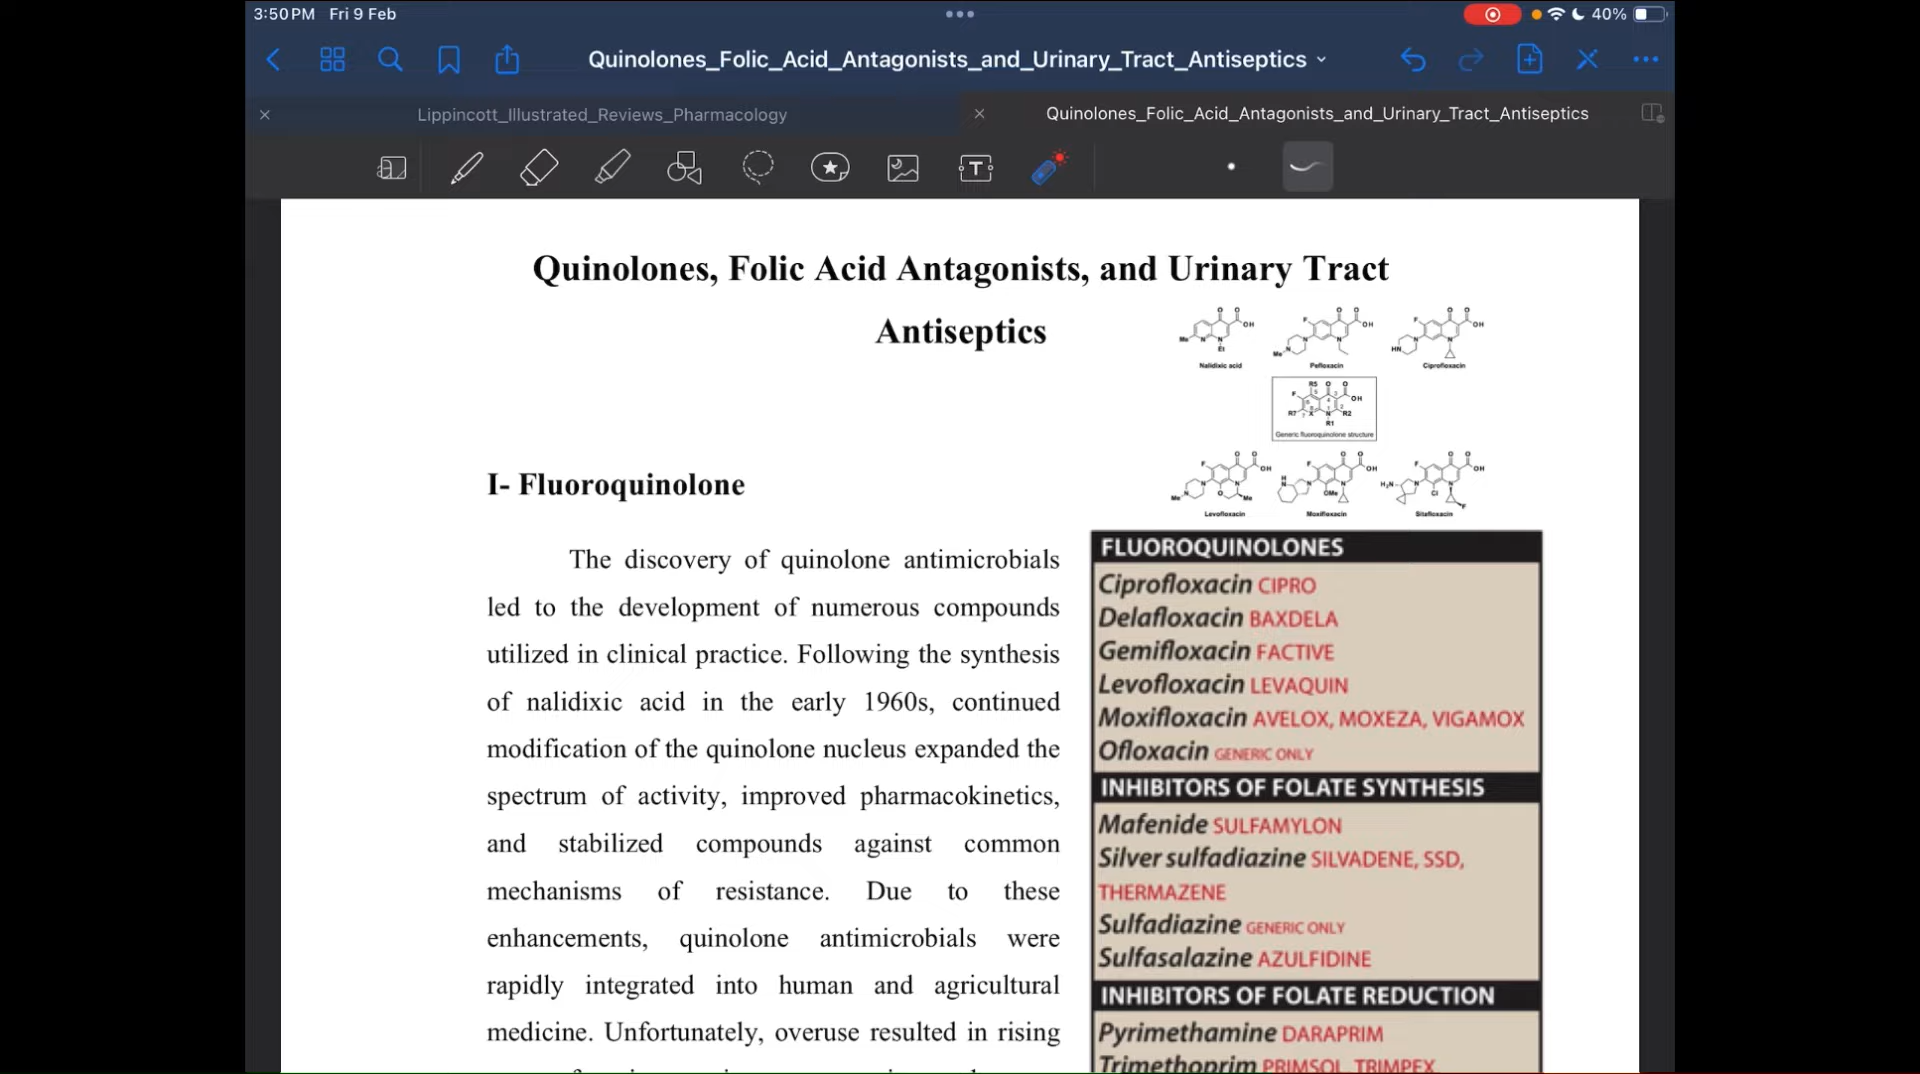 3:50 PM Fri 9 Feb
40%
Quinolones_Folic_Acid_Antagonists_and_Urinary_Tract_Antiseptics
Lippincott_Illustrated_Reviews_Pharmacology
Quinolones_Folic_Acid_Antagonists_and_Urinary_Tract_Antiseptics
Quinolones, Folic Acid Antagonists, and Urinary Tract
Antiseptics
Nalidixic acid
Pefloxacin
Ciprofloxacin
Generic fluoroquinolone structure
Levofloxacin
Moxifloxacin
Sitafloxacin
I- Fluoroquinolone
The discovery of quinolone antimicrobials
led to the development of numerous compounds
utilized in clinical practice. Following the synthesis
of nalidixic acid in the early 1960s, continued
modification of the quinolone nucleus expanded the
spectrum of activity, improved pharmacokinetics,
and stabilized compounds against common
mechanisms of resistance. Due to these
enhancements, quinolone antimicrobials were
rapidly integrated into human and agricultural
medicine. Unfortunately, overuse resulted in rising
FLUOROQUINOLONES
Ciprofloxacin CIPRO
Delafloxacin BAXDELA
Gemifloxacin FACTIVE
Levofloxacin LEVAQUIN
Moxifloxacin AVELOX, MOXEZA, VIGAMOX
Ofloxacin GENERIC ONLY
INHIBITORS OF FOLATE SYNTHESIS
Mafenide SULFAMYLON
Silver sulfadiazine SILVADENE, SSD,
THERMAZENE
Sulfadiazine GENERIC ONLY
Sulfasalazine AZULFIDINE
INHIBITORS OF FOLATE REDUCTION
Pyrimethamine DARAPRIM
Trimethoprim PRIMSOL, TRIMPEX